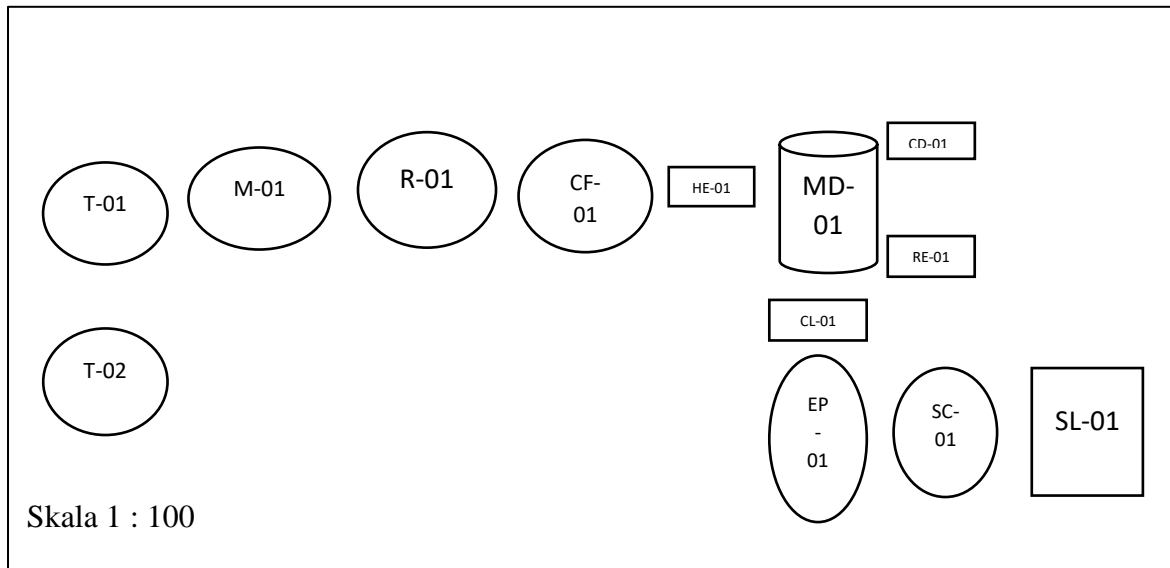 T-01
M-01
R-01
CF-
01
HE-01
MD-
01
CD-01
RE-01
CL-01
T-02
EP
-
01
SC-
01
SL-01
Skala 1 : 100